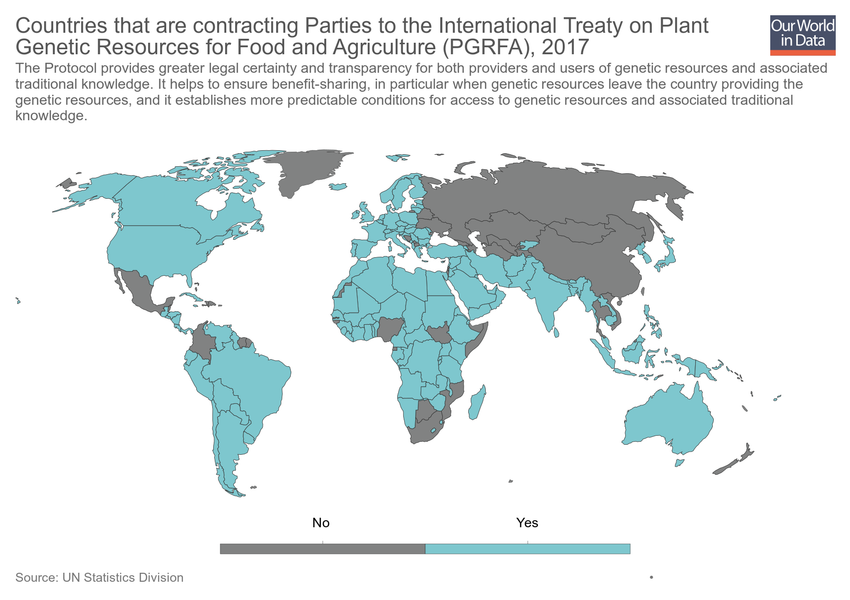 Countries that are contracting Parties to the International Treaty on Plant
Genetic Resources for Food and Agriculture (PGRFA), 2017
Our World
in Data
The Protocol provides greater legal certainty and transparency for both providers and users of genetic resources and associated
traditional knowledge. It helps to ensure benefit-sharing, in particular when genetic resources leave the country providing the
genetic resources, and it establishes more predictable conditions for access to genetic resources and associated traditional
knowledge.
No Yes
Source: UN Statistics Division